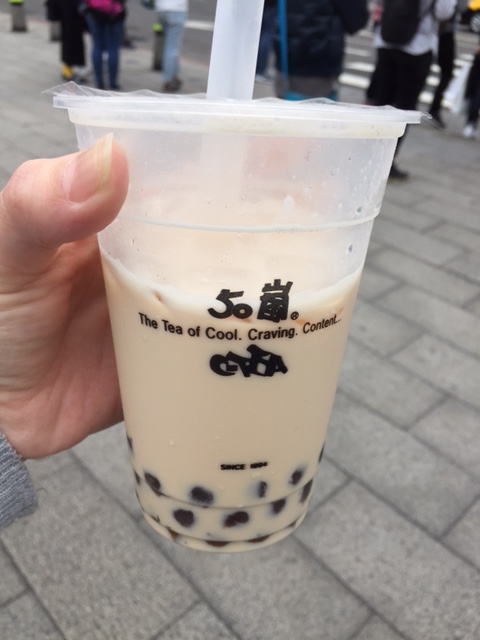 50嵐®
The Tea of Cool. Craving. Content...
SINCE 1994